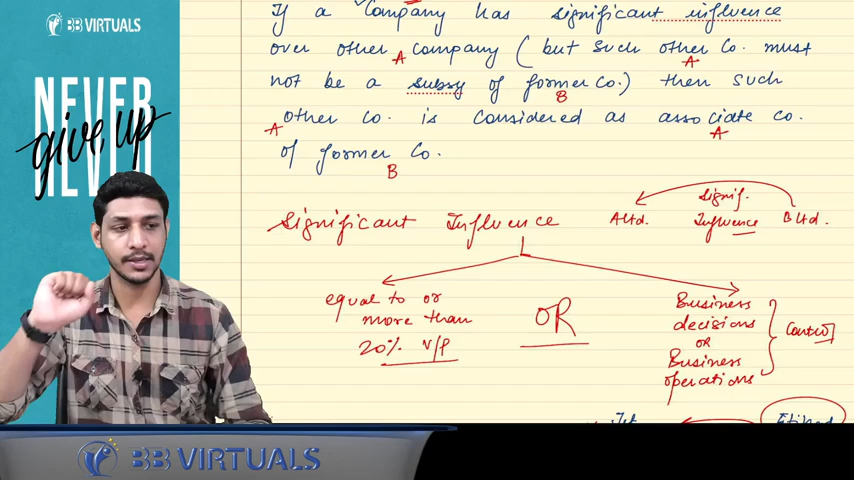 BB VIRTUALS
NEVER
give up
NEVER
If a Company has significant influence
over other Company (but such other Co. must
A A
not be a subsy of former Co.) then such
B
other Co. is considered as associate Co.
A A
of former Co.
B
Significant Influence
A Ltd. Signif. Influence B Ltd.
equal to or
more than
20% V/P
OR
Business
decisions
OR
Business
operations
Control
Jet
Etihad
BB VIRTUALS